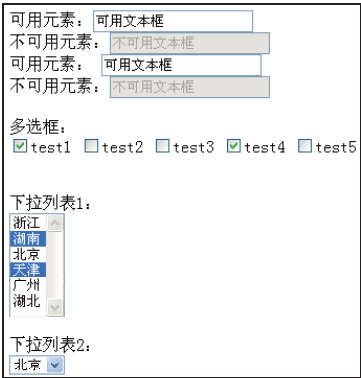 可用元素：可用文本框
不可用元素：不可用文本框
可用元素：可用文本框
不可用元素：不可用文本框
多选框：
test1 test2 test3 test4 test5
下拉列表1：
浙江
湖南
北京
天津
广州
湖北
下拉列表2：
北京